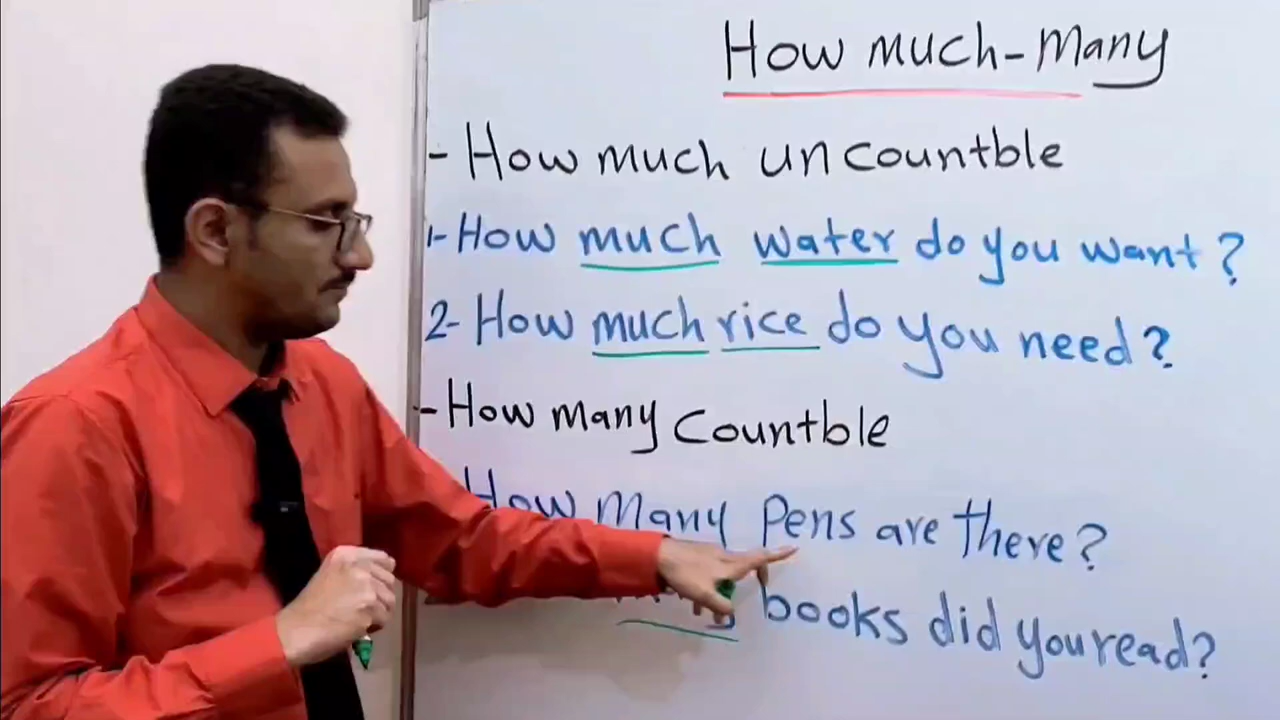 How much-Many
- How much uncountble
1- How much water do you want?
2- How much rice do you need?
- How many Countble
How many Pens are there?
books did you read?